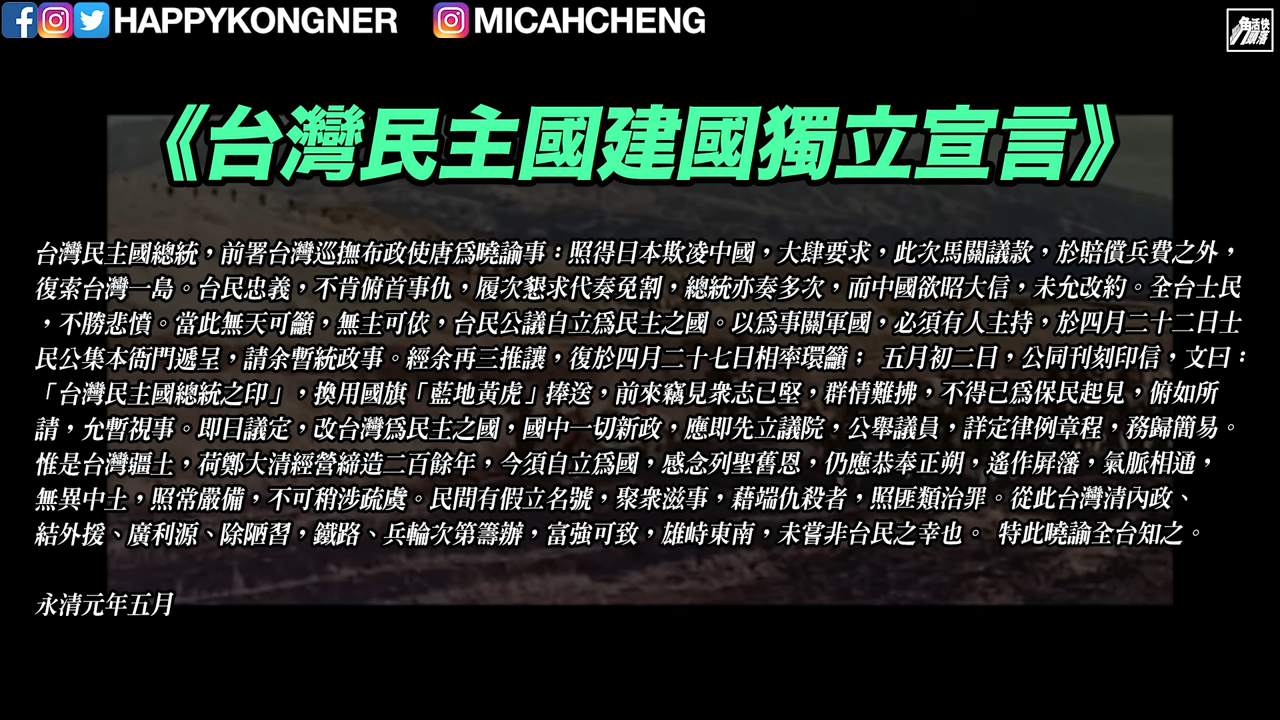 HAPPYKONGNER MICAHCHENG
快活角頭落
《台灣民主國建國獨立宣言》
台灣民主國總統，前署台灣巡撫布政使唐為曉諭事：照得日本欺凌中國，大肆要求，此次馬關議款，於賠償兵費之外，
復索台灣一島。台民忠義，不肯俯首事仇，屢次懇求代奏免割，總統亦奏多次，而中國欲昭大信，未允改約。全台士民
，不勝悲憤。當此無天可籲，無主可依，台民公議自立為民主之國。以為事關軍國，必須有人主持，於四月二十二日士
民公集本衙門遞呈，請余暫統政事。經余再三推讓，復於四月二十七日相率環籲； 五月初二日，公同刊刻印信，文曰：
「台灣民主國總統之印」，換用國旗「藍地黃虎」捧送，前來竊見衆志已堅，群情難拂，不得已為保民起見，俯如所
請，允暫視事。即日議定，改台灣為民主之國，國中一切新政，應即先立議院，公舉議員，詳定律例章程，務歸簡易。
惟是台灣疆土，荷鄭大清經營締造二百餘年，今須自立為國，感念列聖舊恩，仍應恭奉正朔，遙作屏籓，氣脈相通，
無異中土，照常嚴備，不可稍涉疏虞。民間有假立名號，聚衆滋事，藉端仇殺者，照匪類治罪。從此台灣清內政、
結外援、廣利源、除陋習，鐵路、兵輪次第籌辦，富強可致，雄峙東南，未嘗非台民之幸也。 特此曉諭全台知之。
永清元年五月